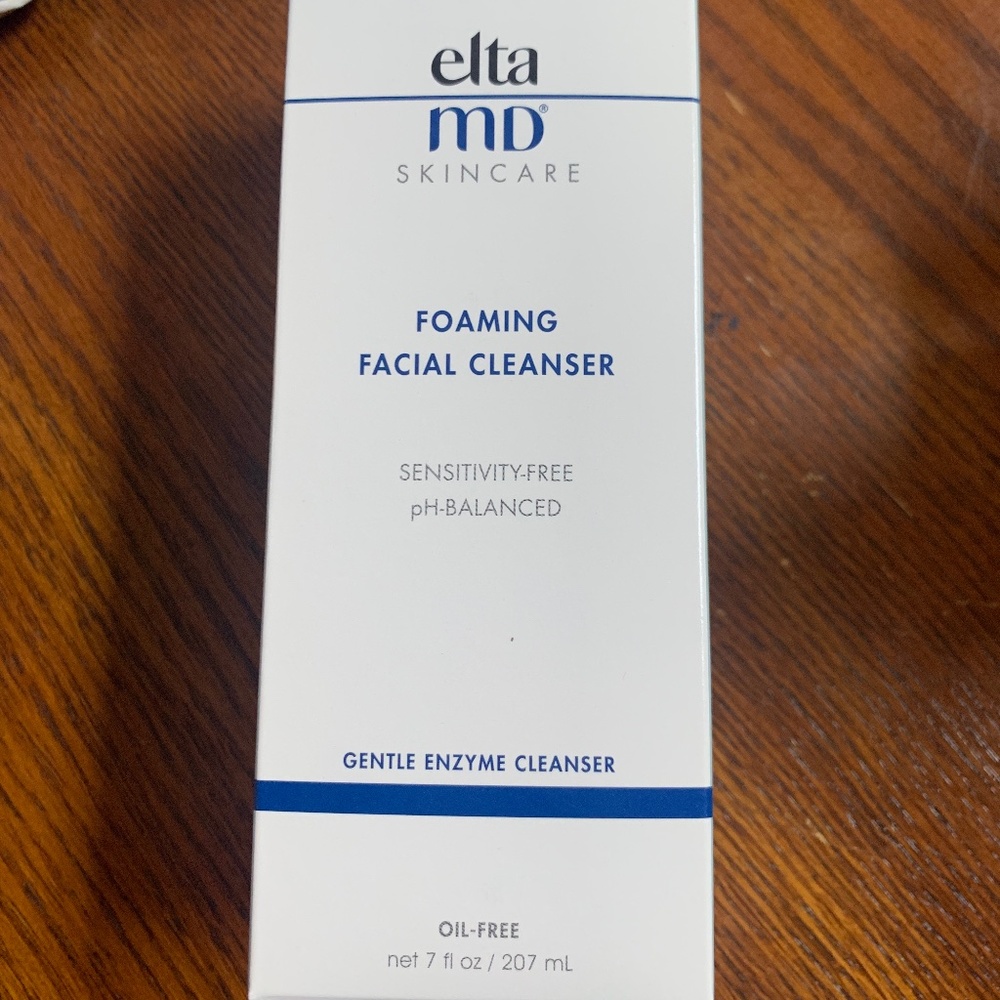 elta
MD®
SKINCARE
FOAMING
FACIAL CLEANSER
SENSITIVITY-FREE
pH-BALANCED
GENTLE ENZYME CLEANSER
OIL-FREE
net 7 fl oz / 207 mL